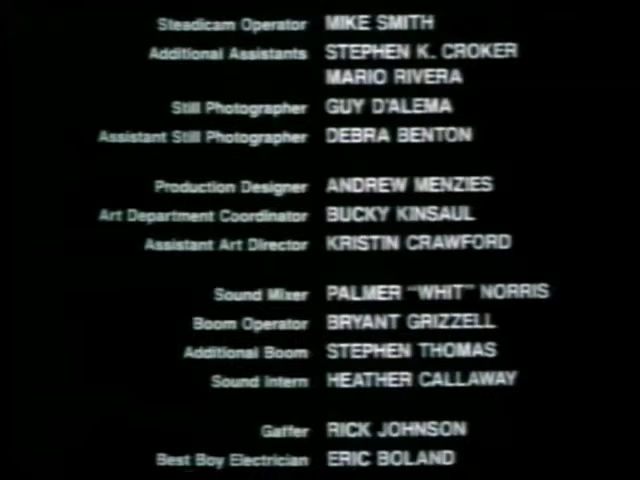 Steadicam Operator MIKE SMITH
Additional Assistants STEPHEN K. CROKER
MARIO RIVERA
Still Photographer GUY D'ALEMA
Assistant Still Photographer DEBRA BENTON
Production Designer ANDREW MENZIES
Art Department Coordinator BUCKY KINSAUL
Assistant Art Director KRISTIN CRAWFORD
Sound Mixer PALMER "WHIT" NORRIS
Boom Operator BRYANT GRIZZELL
Additional Boom STEPHEN THOMAS
Sound Intern HEATHER CALLAWAY
Gaffer RICK JOHNSON
Best Boy Electrician ERIC BOLAND